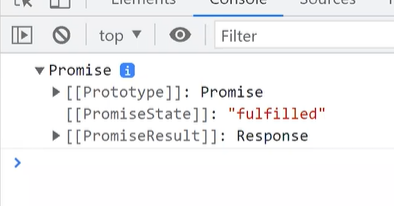 Elements Console Sources
top Filter
Promise i
[[Prototype]]: Promise
[[PromiseState]]: "fulfilled"
[[PromiseResult]]: Response